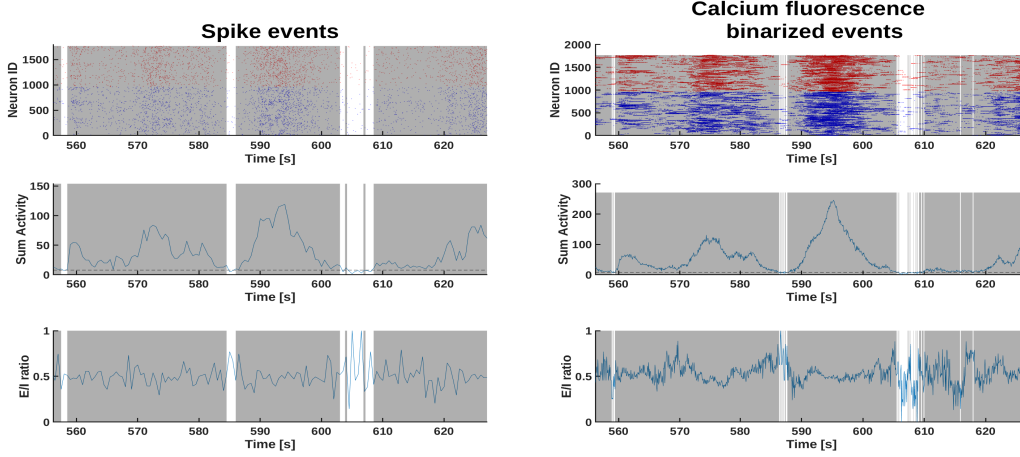 Spike events
Neuron ID
1500
1000
500
0
560 570 580 590 600 610 620
Time [s]
Sum Activity
150
100
50
0
560 570 580 590 600 610 620
Time [s]
E/I ratio
1
0.5
0
560 570 580 590 600 610 620
Time [s]
Calcium fluorescence
binarized events
Neuron ID
2000
1500
1000
500
0
560 570 580 590 600 610 620
Time [s]
Sum Activity
300
200
100
0
560 570 580 590 600 610 620
Time [s]
E/I ratio
1
0.5
0
560 570 580 590 600 610 620
Time [s]